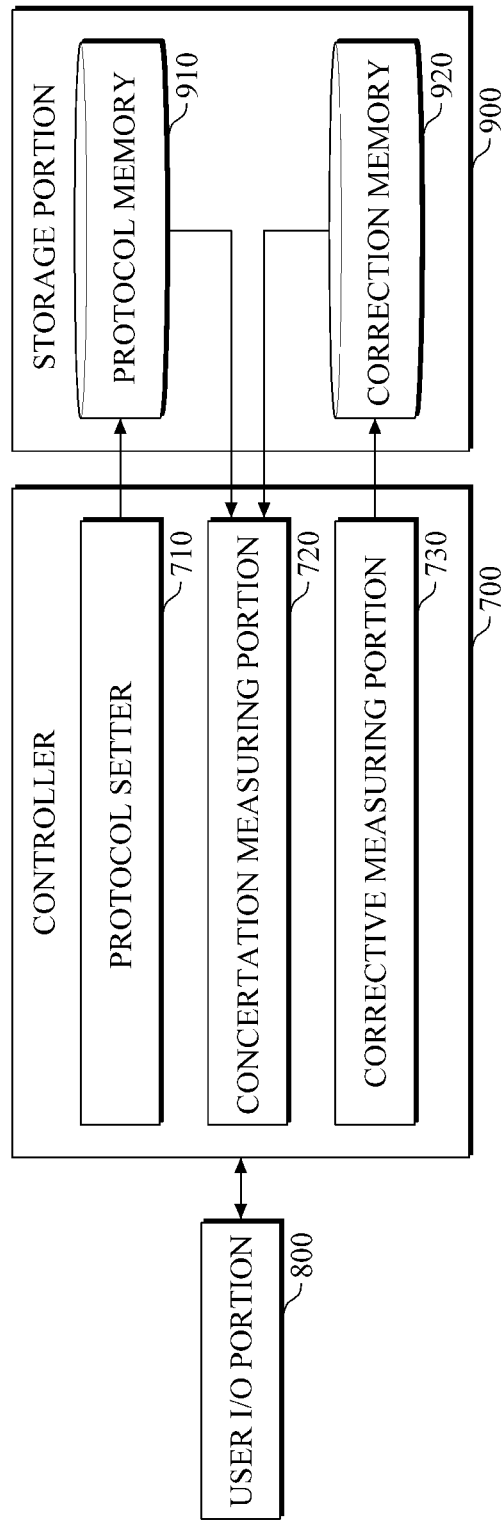 USER I/O PORTION
800
CONTROLLER
PROTOCOL SETTER
710
CONCERTATION MEASURING PORTION
720
CORRECTIVE MEASURING PORTION
730
700
STORAGE PORTION
PROTOCOL MEMORY
910
CORRECTION MEMORY
920
900